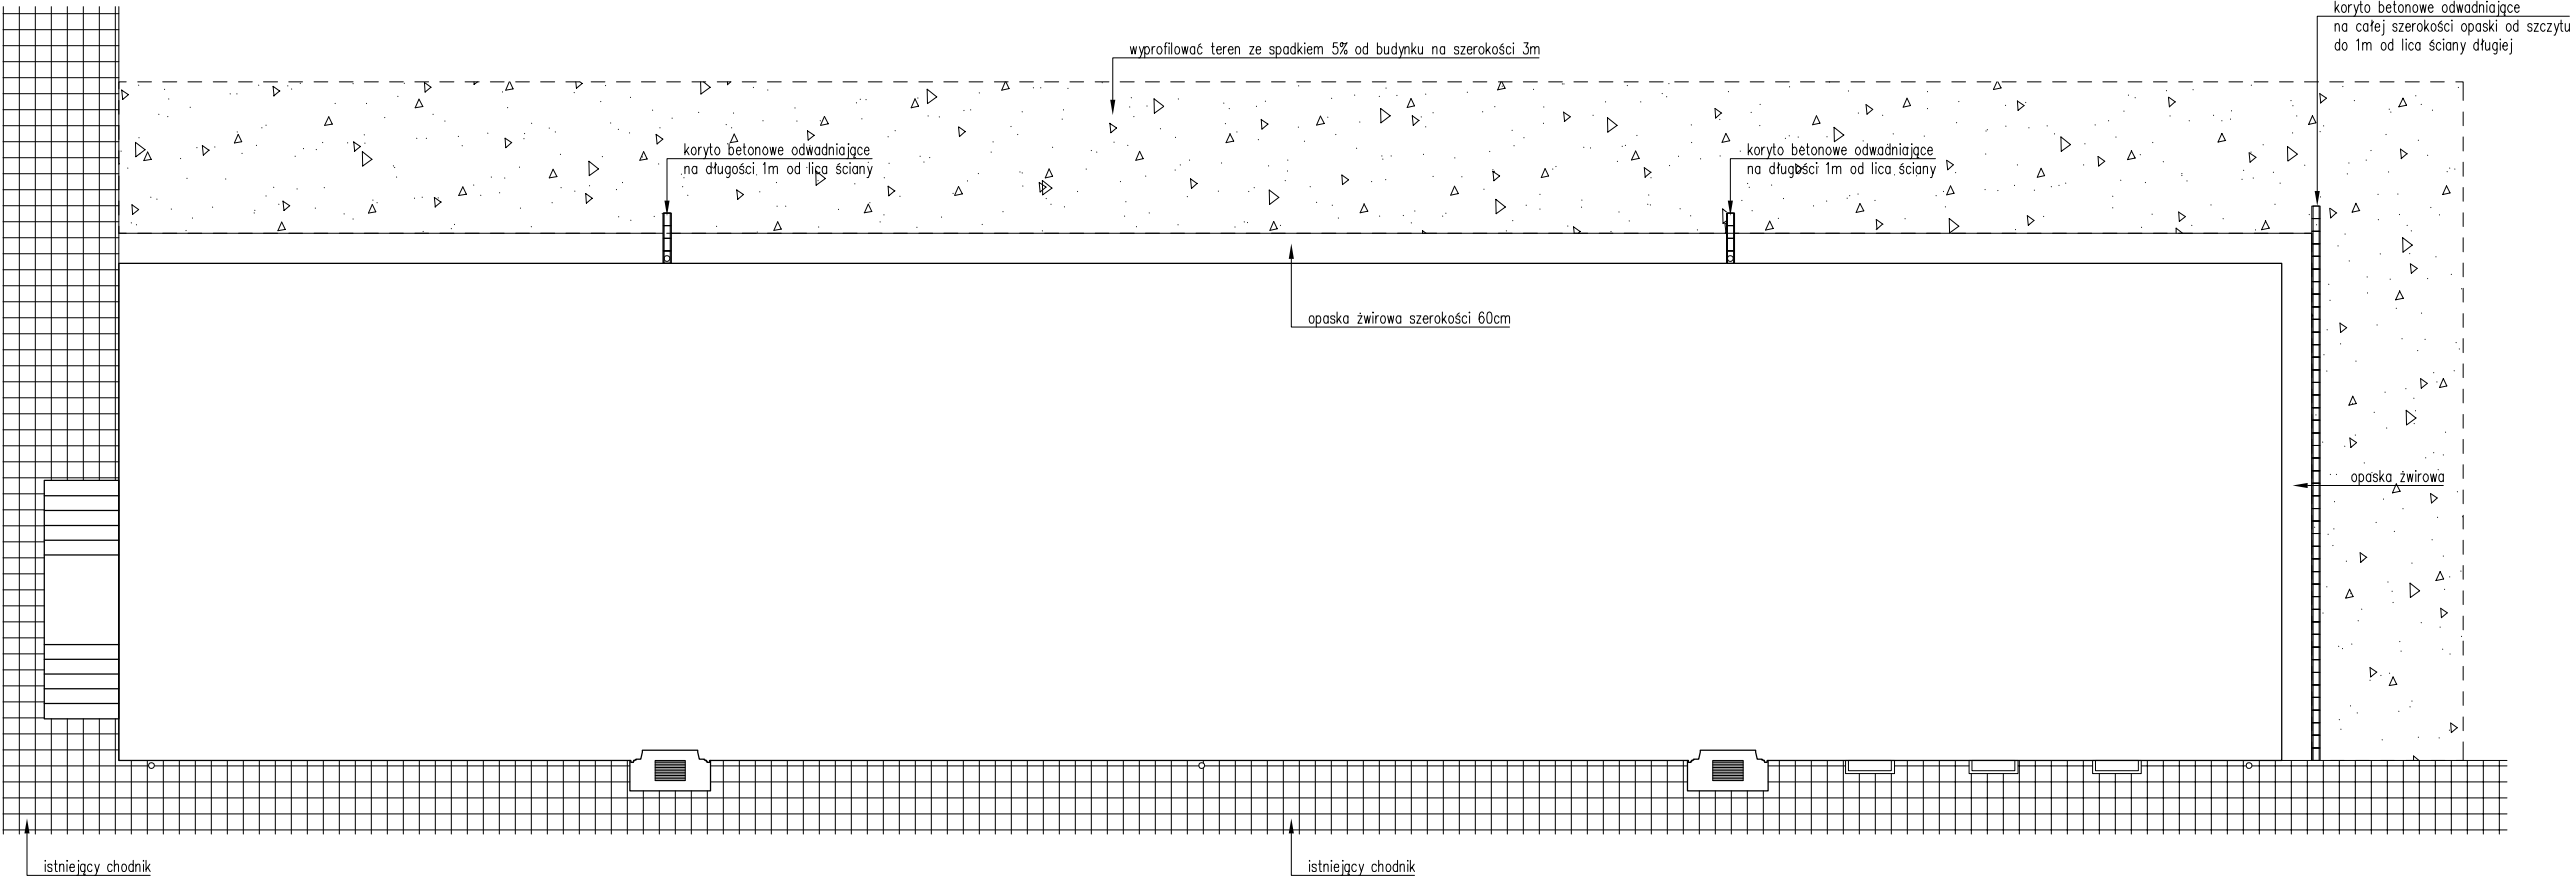 koryto betonowe odwadniające
na całej szerokości opaski od szczytu
do 1m od lica ściany długiej
wyprofilować teren ze spadkiem 5% od budynku na szerokości 3m
koryto betonowe odwadniające
na długości 1m od lica ściany
koryto betonowe odwadniające
na długości 1m od lica ściany
opaska żwirowa szerokości 60cm
opaska żwirowa
istniejący chodnik
istniejący chodnik